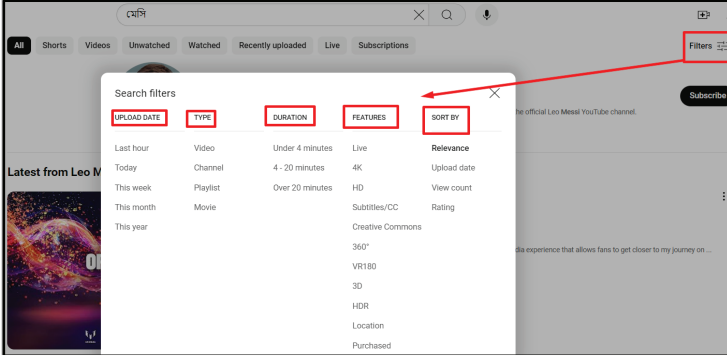 মেসি
All Shorts Videos Unwatched Watched Recently uploaded Live Subscriptions Filters
Search filters
Subscribe
he official Leo Messi YouTube channel.
UPLOAD DATE TYPE DURATION FEATURES SORT BY
Last hour Video Under 4 minutes Live Relevance
Today Channel 4 - 20 minutes 4K Upload date
Latest from Leo M
This week Playlist Over 20 minutes HD View count
This month Movie Subtitles/CC Rating
This year Creative Commons
dia experience that allows fans to get closer to my journey on ...
360°
VR180
3D
HDR
Location
Purchased